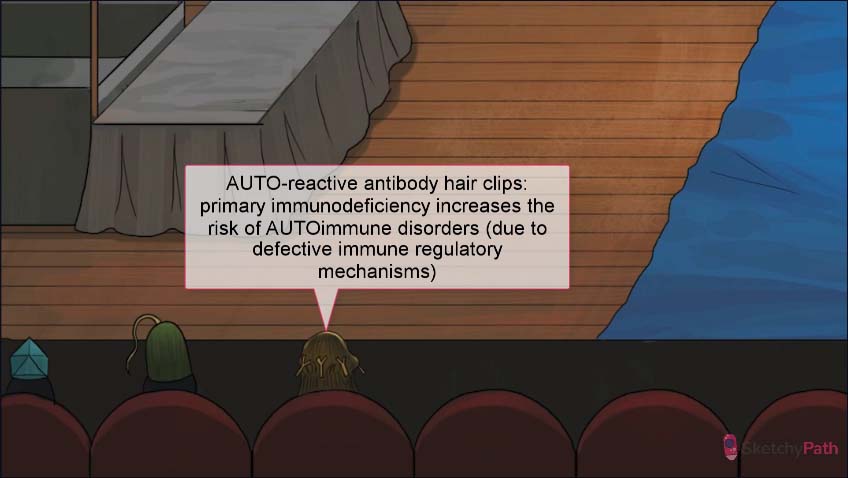 AUTO-reactive antibody hair clips:
primary immunodeficiency increases the
risk of AUTOimmune disorders (due to
defective immune regulatory
mechanisms)
SketchyPath